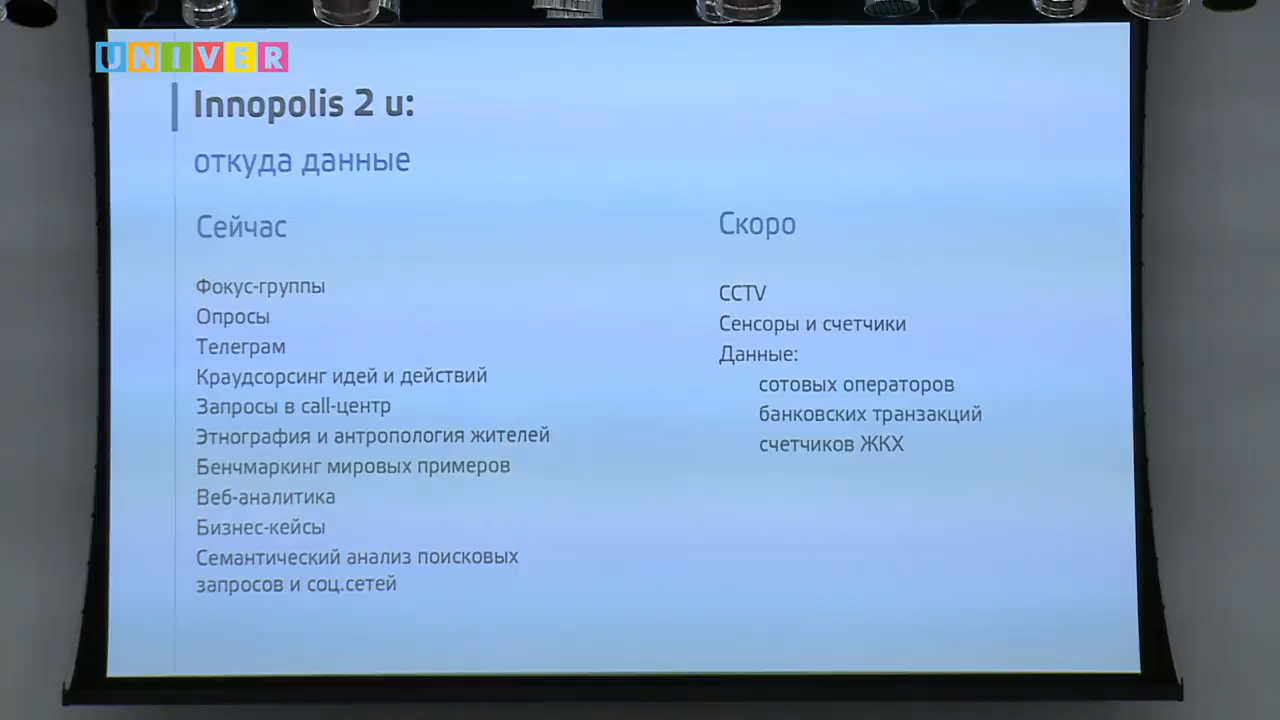 UNIVER
Innopolis 2 u:
откуда данные
Сейчас
Фокус-группы
Опросы
Телеграм
Краудсорсинг идей и действий
Запросы в call-центр
Этнография и антропология жителей
Бенчмаркинг мировых примеров
Веб-аналитика
Бизнес-кейсы
Семантический анализ поисковых
запросов и соц.сетей
Скоро
CCTV
Сенсоры и счетчики
Данные:
сотовых операторов
банковских транзакций
счетчиков ЖКХ